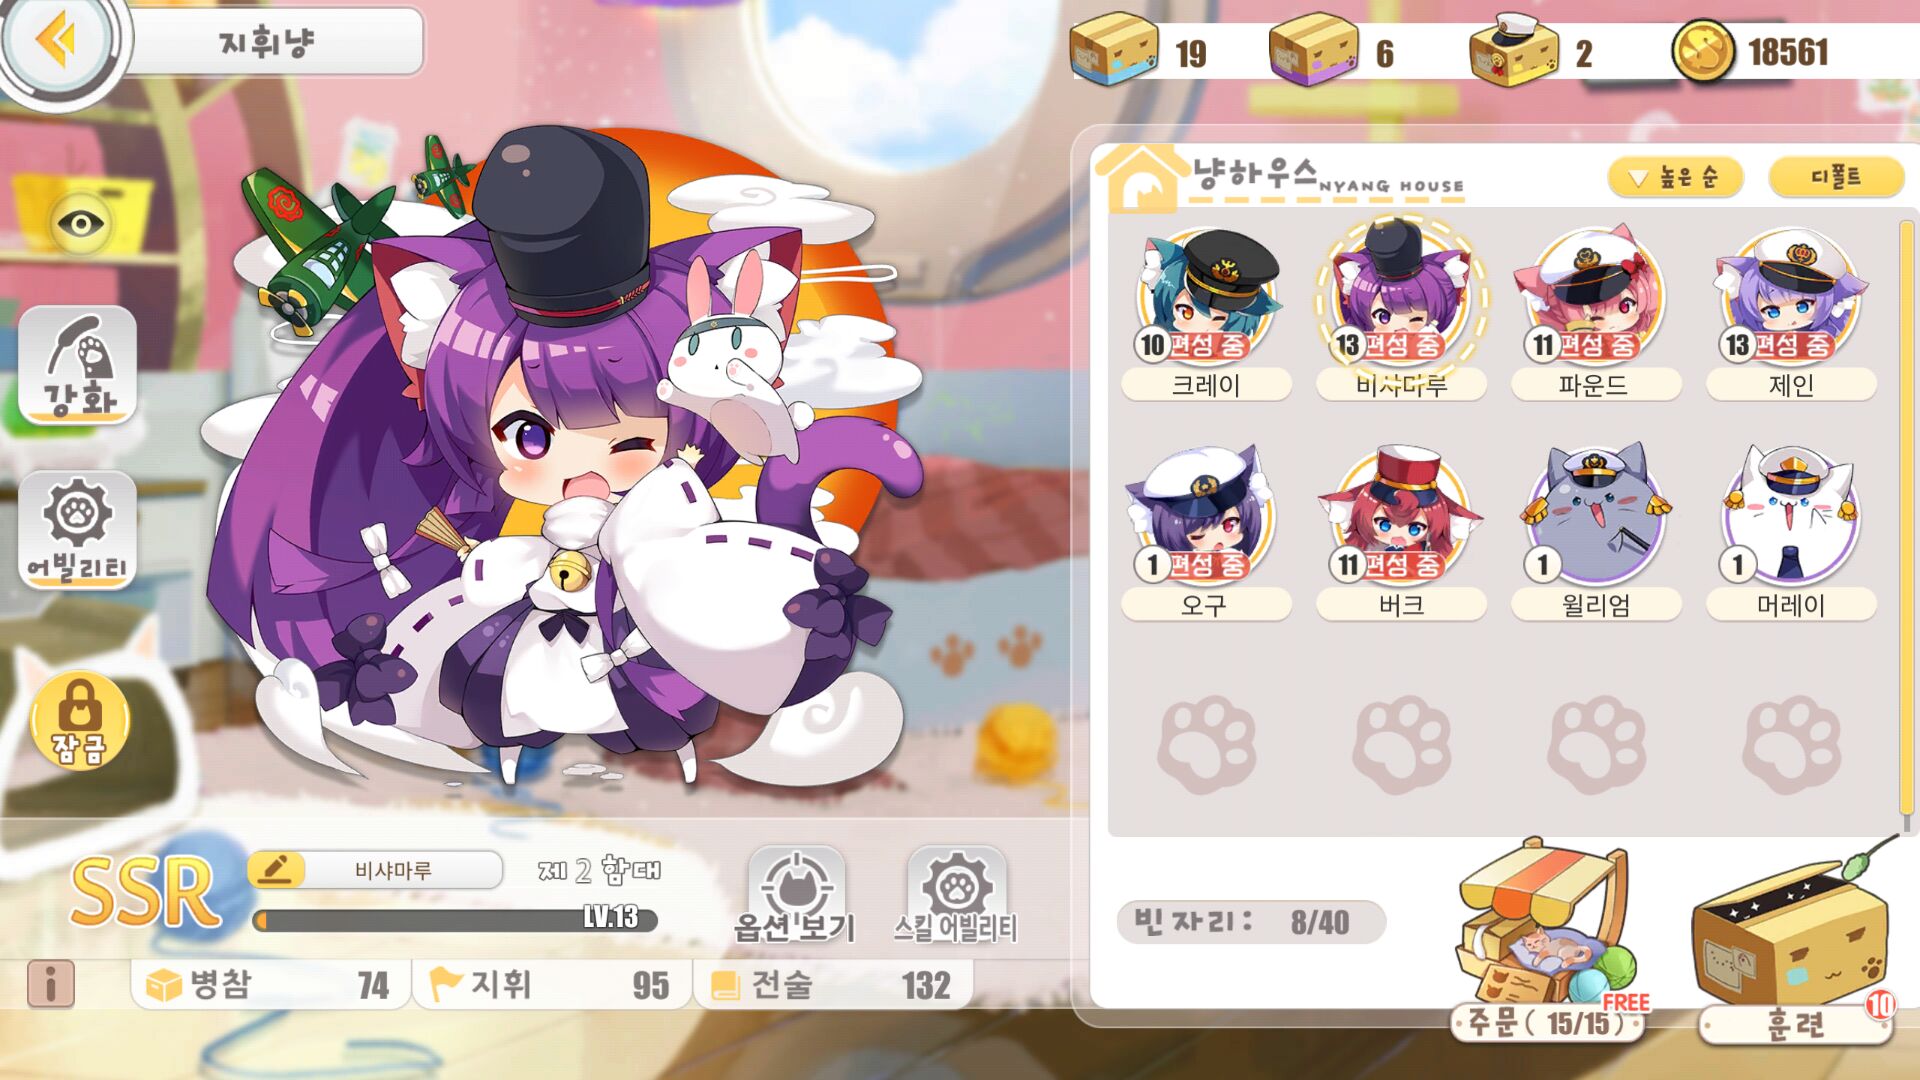 지휘냥
19
6
2
18561
냥하우스 NYANG HOUSE
높은 순
디폴트
강화
어빌리티
잠금
10 편성 중
크레이
13 편성 중
비샤마루
11 편성 중
파운드
13 편성 중
제인
1 편성 중
오구
11 편성 중
버크
1
윌리엄
1
머레이
SSR
비샤마루
제 2 함대
LV.13
옵션 보기
스킬 어빌리티
병참 74
지휘 95
전술 132
빈자리: 8/40
FREE
주문( 15/15 )
10
훈련